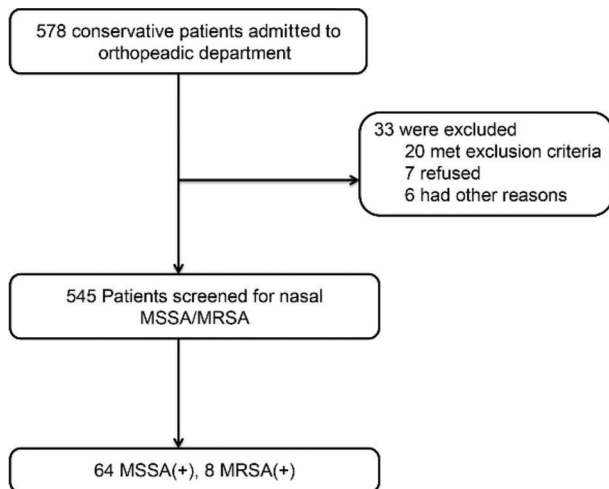 578 conservative patients admitted to
orthopeadic department
33 were excluded
20 met exclusion criteria
7 refused
6 had other reasons
545 Patients screened for nasal
MSSA/MRSA
64 MSSA(+), 8 MRSA(+)